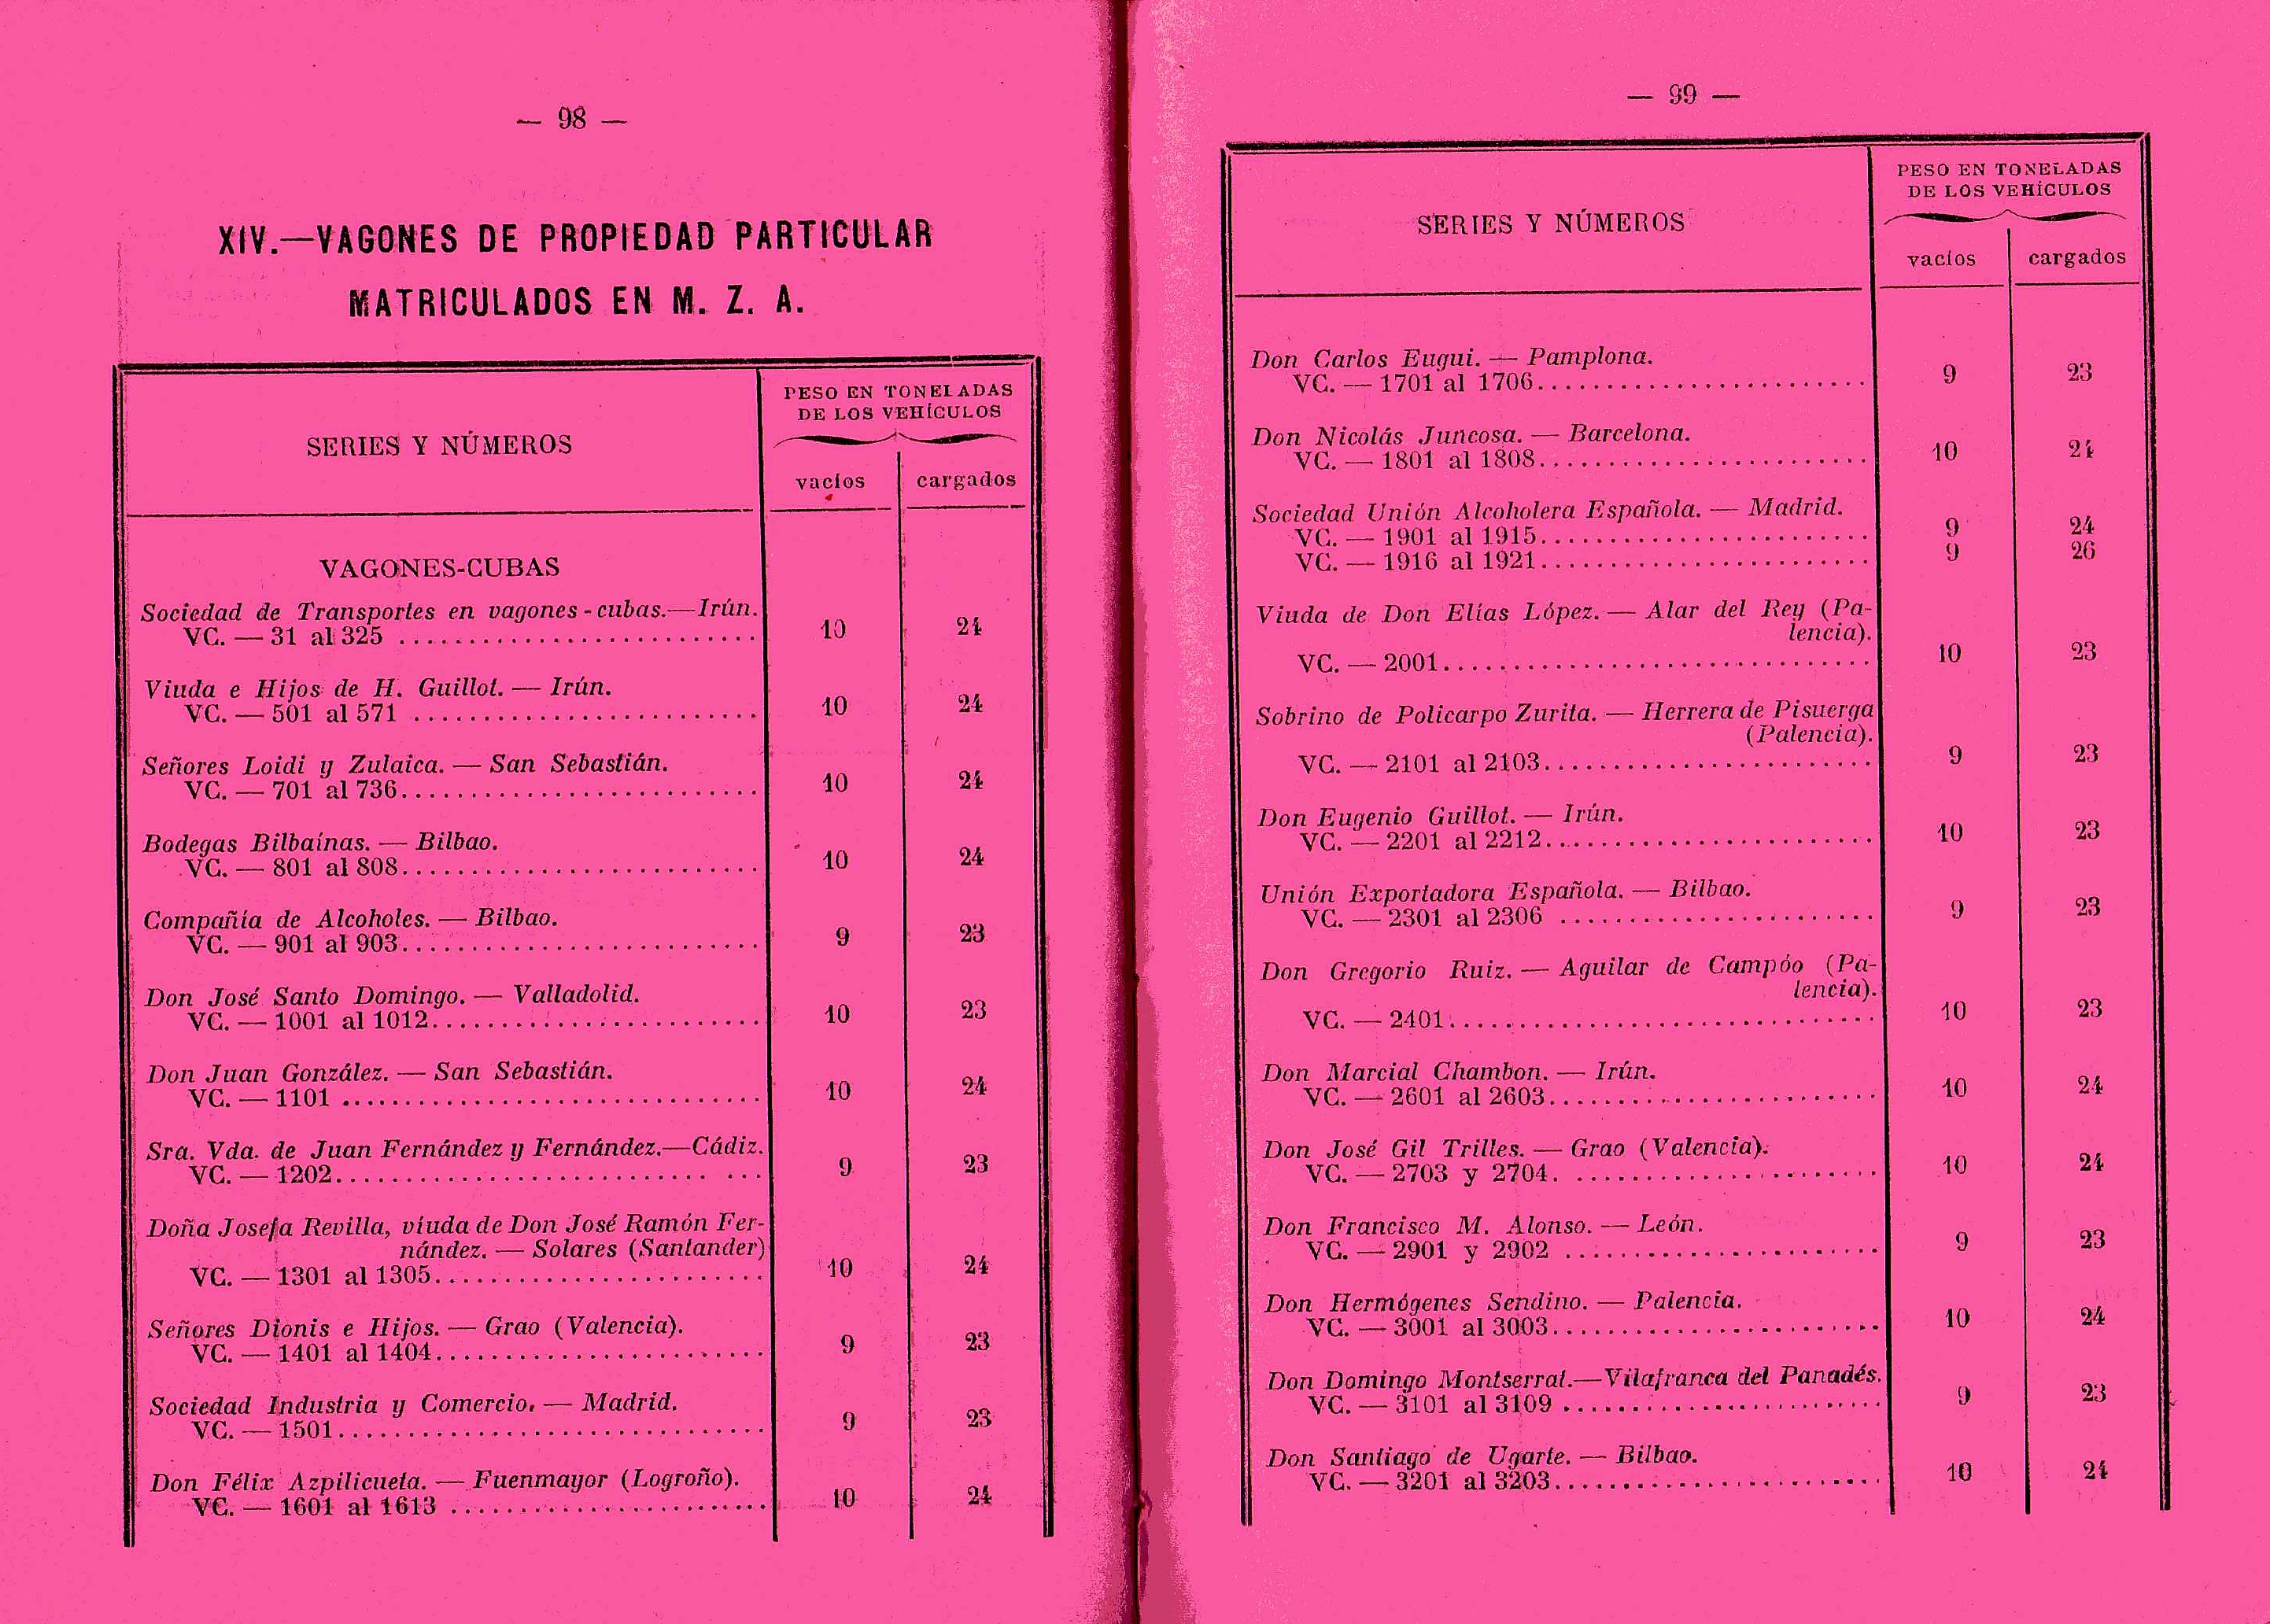 — 98 —
XIV.—VAGONES DE PROPIEDAD PARTICULAR
MATRICULADOS EN M. Z. A.
SERIES Y NÚMEROS
PESO EN TONELADAS
DE LOS VEHÍCULOS
vacíos cargados
VAGONES-CUBAS
Sociedad de Transportes en vagones-cubas.—Irún.
VC. — 31 al 325 .......................... 10 24
Viuda e Hijos de H. Guillot. — Irún.
VC. — 501 al 571 ......................... 10 24
Señores Loidi y Zulaica. — San Sebastián.
VC. — 701 al 736.......................... 10 24
Bodegas Bilbaínas. — Bilbao.
VC. — 801 al 808.......................... 10 24
Compañía de Alcoholes. — Bilbao.
VC. — 901 al 903.......................... 9 23
Don José Santo Domingo. — Valladolid.
VC. — 1001 al 1012........................ 10 23
Don Juan González. — San Sebastián.
VC. — 1101 .............................. 10 24
Sra. Vda. de Juan Fernández y Fernández.—Cádiz.
VC. — 1202........................... ... 9 23
Doña Josefa Revilla, viuda de Don José Ramón Fer-
nández. — Solares (Santander)
VC. — 1301 al 1305........................ 10 24
Señores Dionis e Hijos. — Grao (Valencia).
VC. — 1401 al 1404........................ 9 23
Sociedad Industria y Comercio. — Madrid.
VC. — 1501............................... 9 23
Don Félix Azpilicueta. — Fuenmayor (Logroño).
VC. — 1601 al 1613 ....................... 10 24
— 99 —
SERIES Y NÚMEROS
PESO EN TONELADAS
DE LOS VEHÍCULOS
vacíos cargados
Don Carlos Eugui. — Pamplona.
VC. — 1701 al 1706........................ 9 23
Don Nicolás Juncosa. — Barcelona.
VC. — 1801 al 1808........................ 10 24
Sociedad Unión Alcoholera Española. — Madrid.
VC. — 1901 al 1915........................ 9 24
VC. — 1916 al 1921........................ 9 26
Viuda de Don Elías López. — Alar del Rey (Pa-
lencia).
VC. — 2001............................... 10 23
Sobrino de Policarpo Zurita. — Herrera de Pisuerga
(Palencia).
VC. — 2101 al 2103........................ 9 23
Don Eugenio Guillot. — Irún.
VC. — 2201 al 2212........................ 10 23
Unión Exportadora Española. — Bilbao.
VC. — 2301 al 2306 ....................... 9 23
Don Gregorio Ruiz. — Aguilar de Campóo (Pa-
lencia).
VC. — 2401............................... 10 23
Don Marcial Chambon. — Irún.
VC. — 2601 al 2603........................ 10 24
Don José Gil Trilles. — Grao (Valencia).
VC. — 2703 y 2704. ...................... 10 24
Don Francisco M. Alonso. — León.
VC. — 2901 y 2902 ....................... 9 23
Don Hermógenes Sendino. — Palencia.
VC. — 3001 al 3003........................ 10 24
Don Domingo Montserrat.—Vilafranca del Panadés.
VC. — 3101 al 3109 ....................... 9 23
Don Santiago de Ugarte. — Bilbao.
VC. — 3201 al 3203........................ 10 24